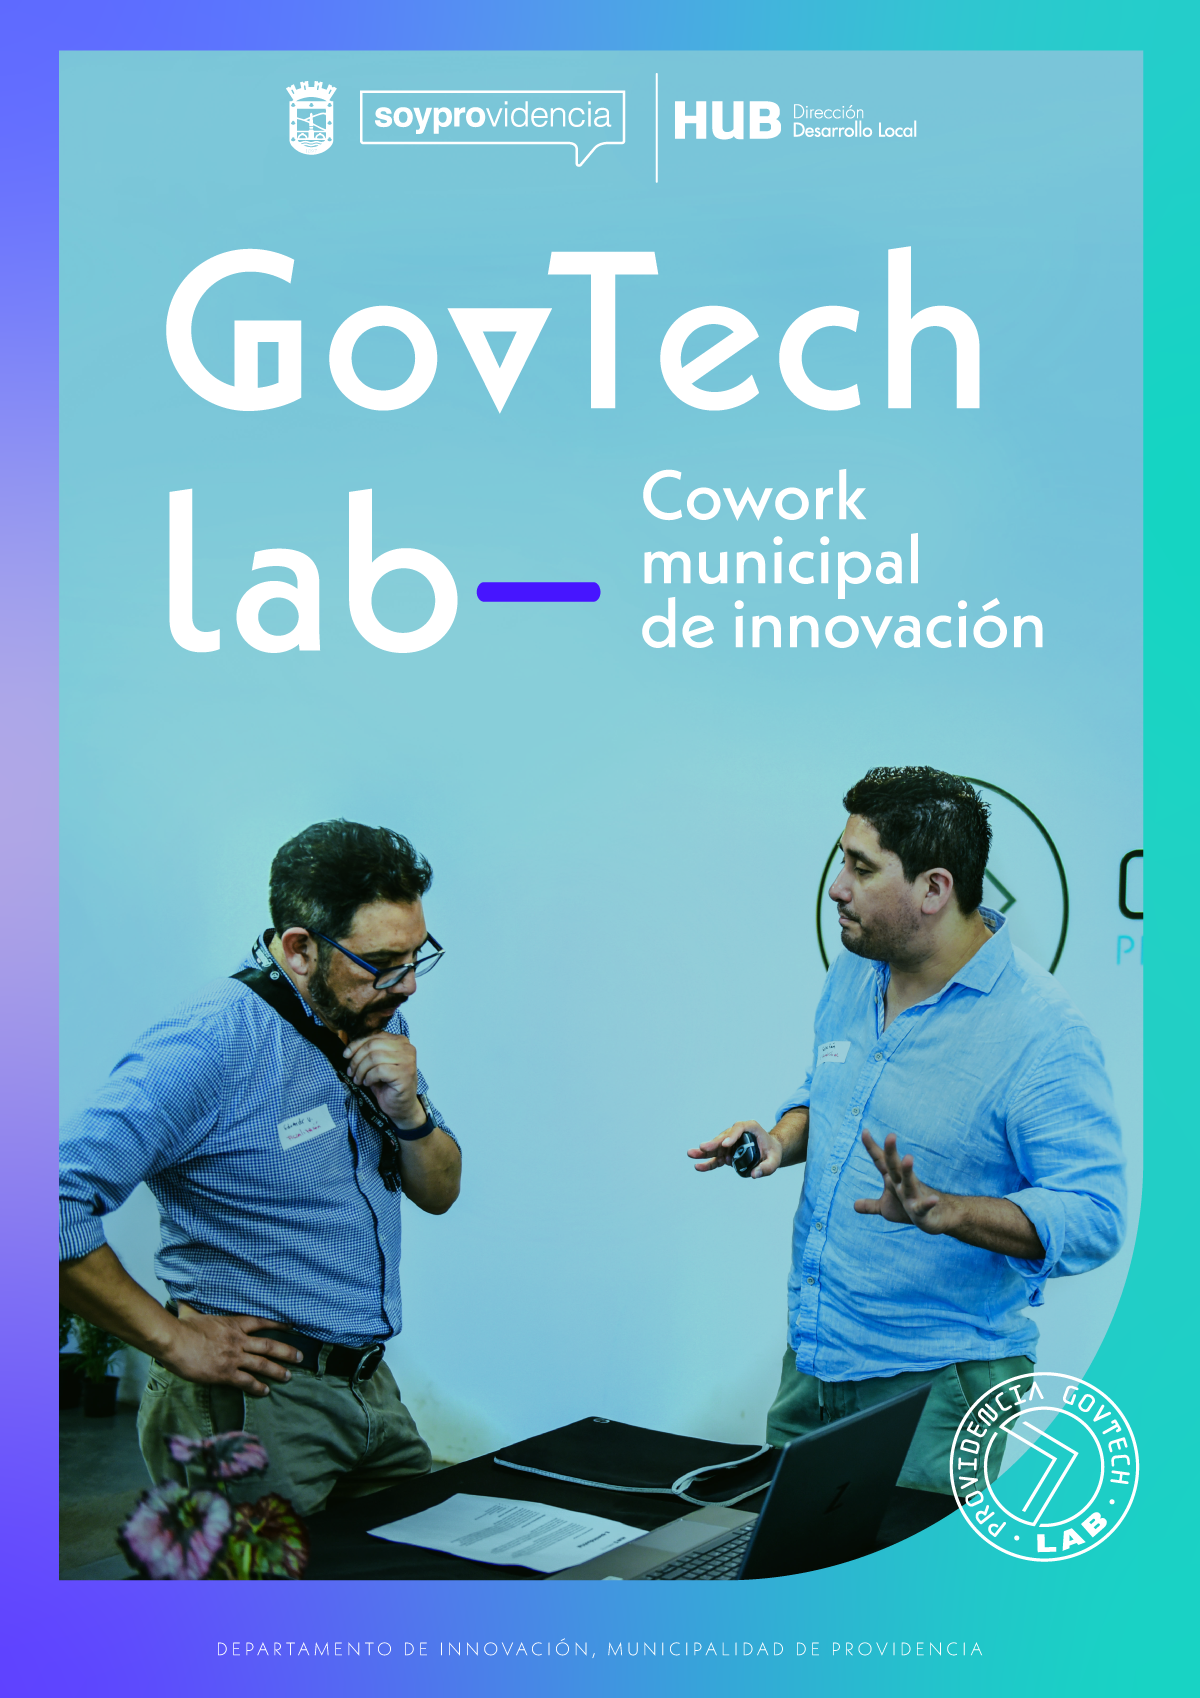 soyprovidencia
HUB
Dirección
Desarrollo Local
GovTech
lab
Cowork
municipal
de innovación
PROVIDENCIA GOVTECH
LAB
DEPARTAMENTO DE INNOVACIÓN, MUNICIPALIDAD DE PROVIDENCIA